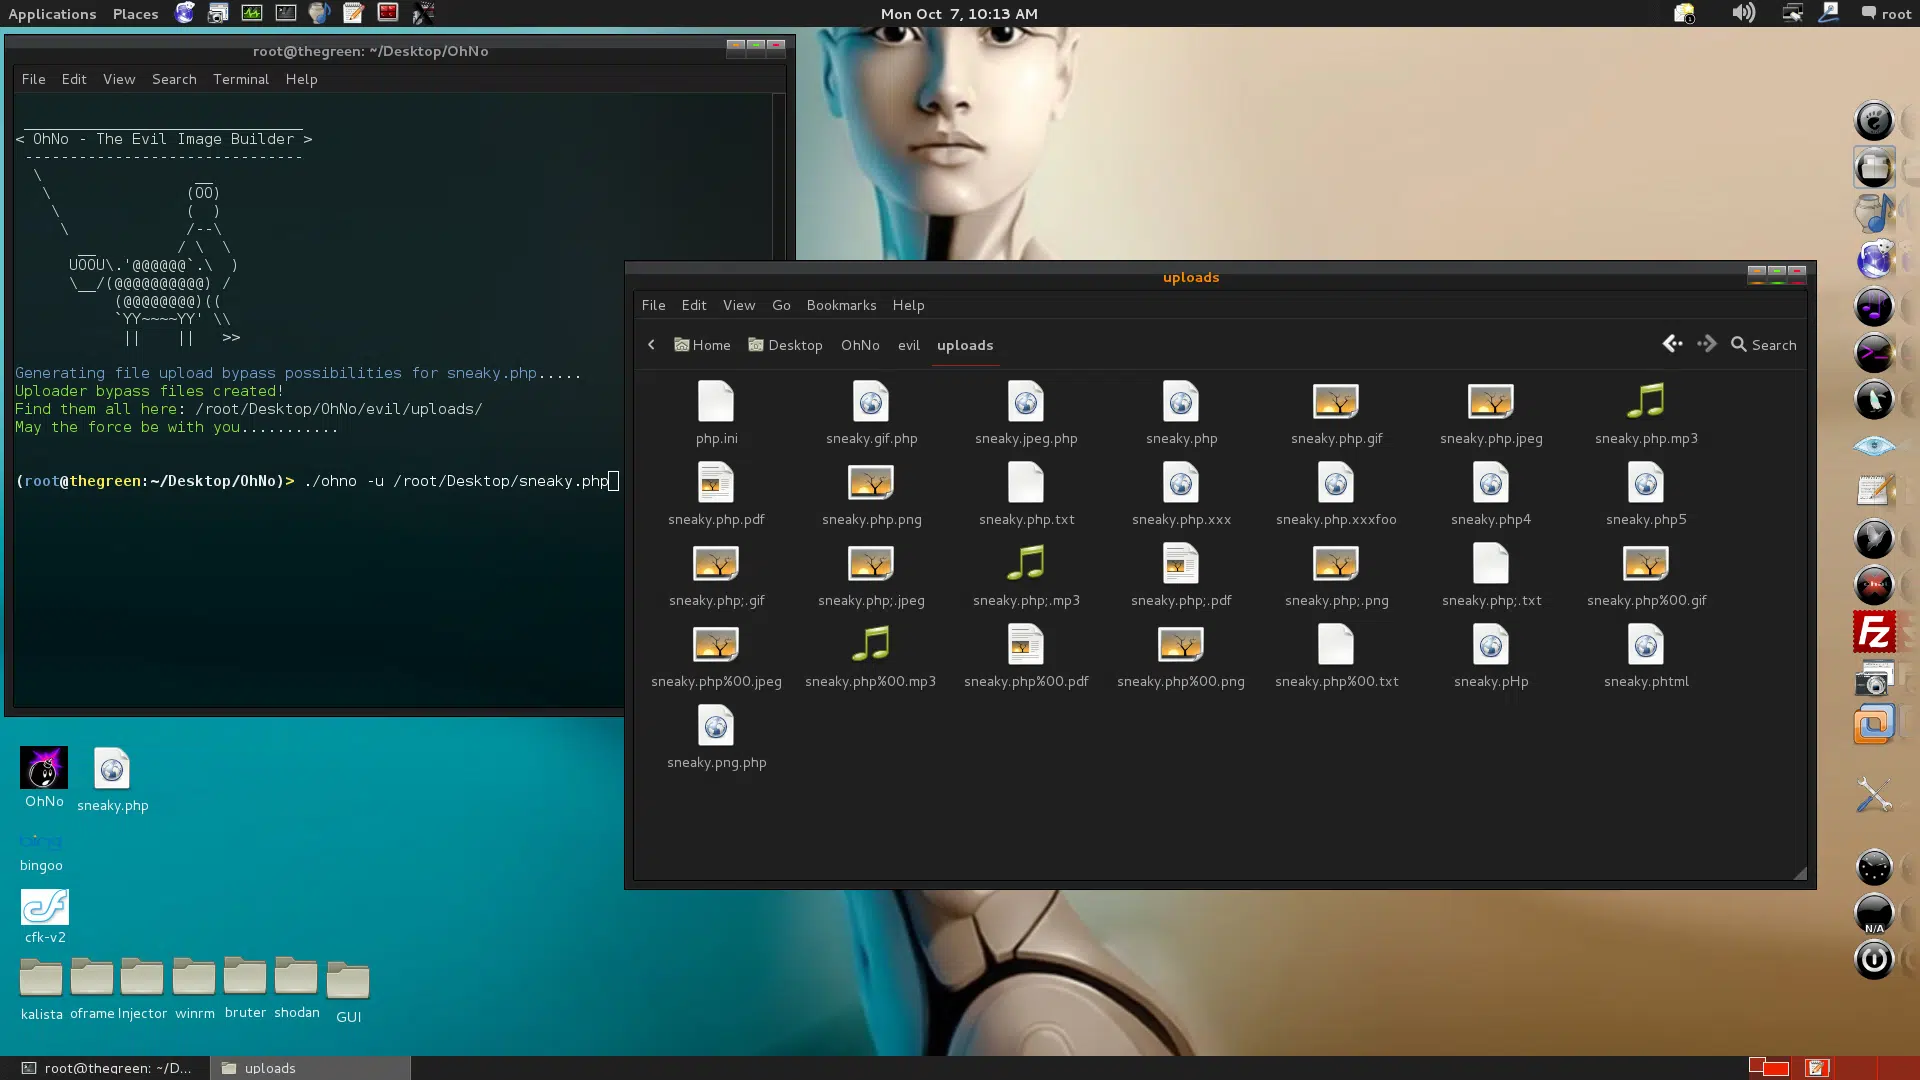 Applications Places Mon Oct 7, 10:13 AM root
root@thegreen: ~/Desktop/OhNo
File Edit View Search Terminal Help
< OhNo - The Evil Image Builder >
-------------------------------
\ __
\ (OO)
\ ( )
\ /--\
__ / \ \
UOOU\.'@@@@@@`.\ )
\__/(@@@@@@@@@@) /
(@@@@@@@@)((
`YY~~~~YY' \\
|| || >>
Generating file upload bypass possibilities for sneaky.php.....
Uploader bypass files created!
Find them all here: /root/Desktop/OhNo/evil/uploads/
May the force be with you...........
(root@thegreen:~/Desktop/OhNo)> ./ohno -u /root/Desktop/sneaky.php
uploads
File Edit View Go Bookmarks Help
Home Desktop OhNo evil uploads Search
php.ini sneaky.gif.php sneaky.jpeg.php sneaky.php sneaky.php.gif sneaky.php.jpeg sneaky.php.mp3
sneaky.php.pdf sneaky.php.png sneaky.php.txt sneaky.php.xxx sneaky.php.xxxfoo sneaky.php4 sneaky.php5
sneaky.php;.gif sneaky.php;.jpeg sneaky.php;.mp3 sneaky.php;.pdf sneaky.php;.png sneaky.php;.txt sneaky.php%00.gif
sneaky.php%00.jpeg sneaky.php%00.mp3 sneaky.php%00.pdf sneaky.php%00.png sneaky.php%00.txt sneaky.pHp sneaky.phtml
sneaky.png.php
OhNo sneaky.php
bing
bingoo
cfk-v2
kalista oframe Injector winrm bruter shodan GUI
Fz
N/A
root@thegreen: ~/D... uploads